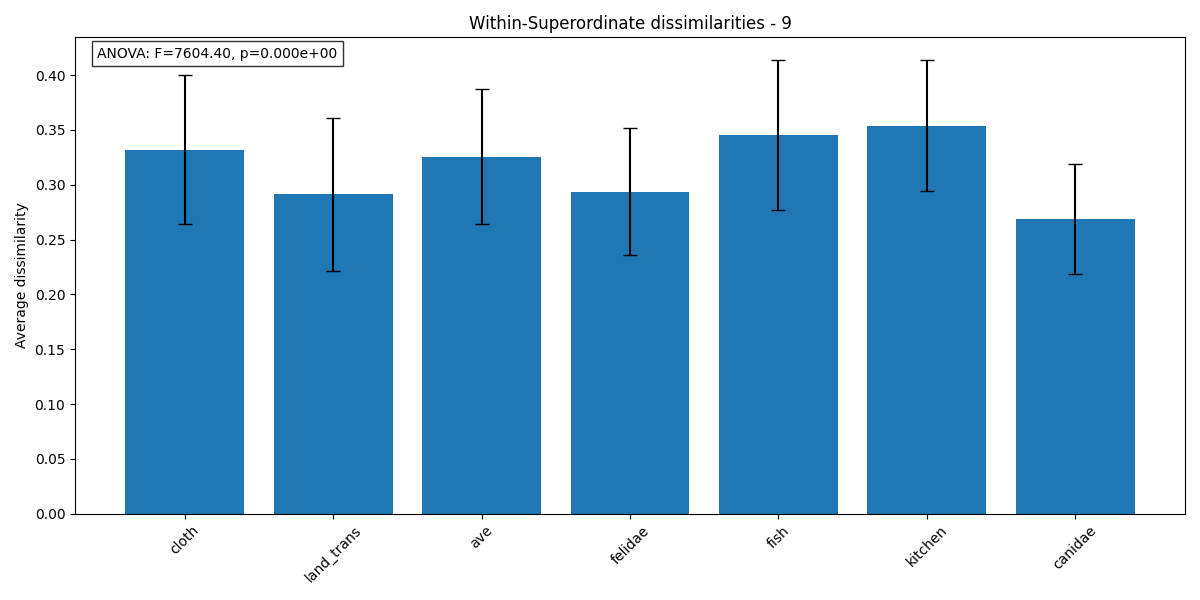 Within-Superordinate dissimilarities - 9
ANOVA: F=7604.40, p=0.000e+00
Average dissimilarity
0.40
0.35
0.30
0.25
0.20
0.15
0.10
0.05
0.00
cloth
land_trans
ave
felidae
fish
kitchen
canidae